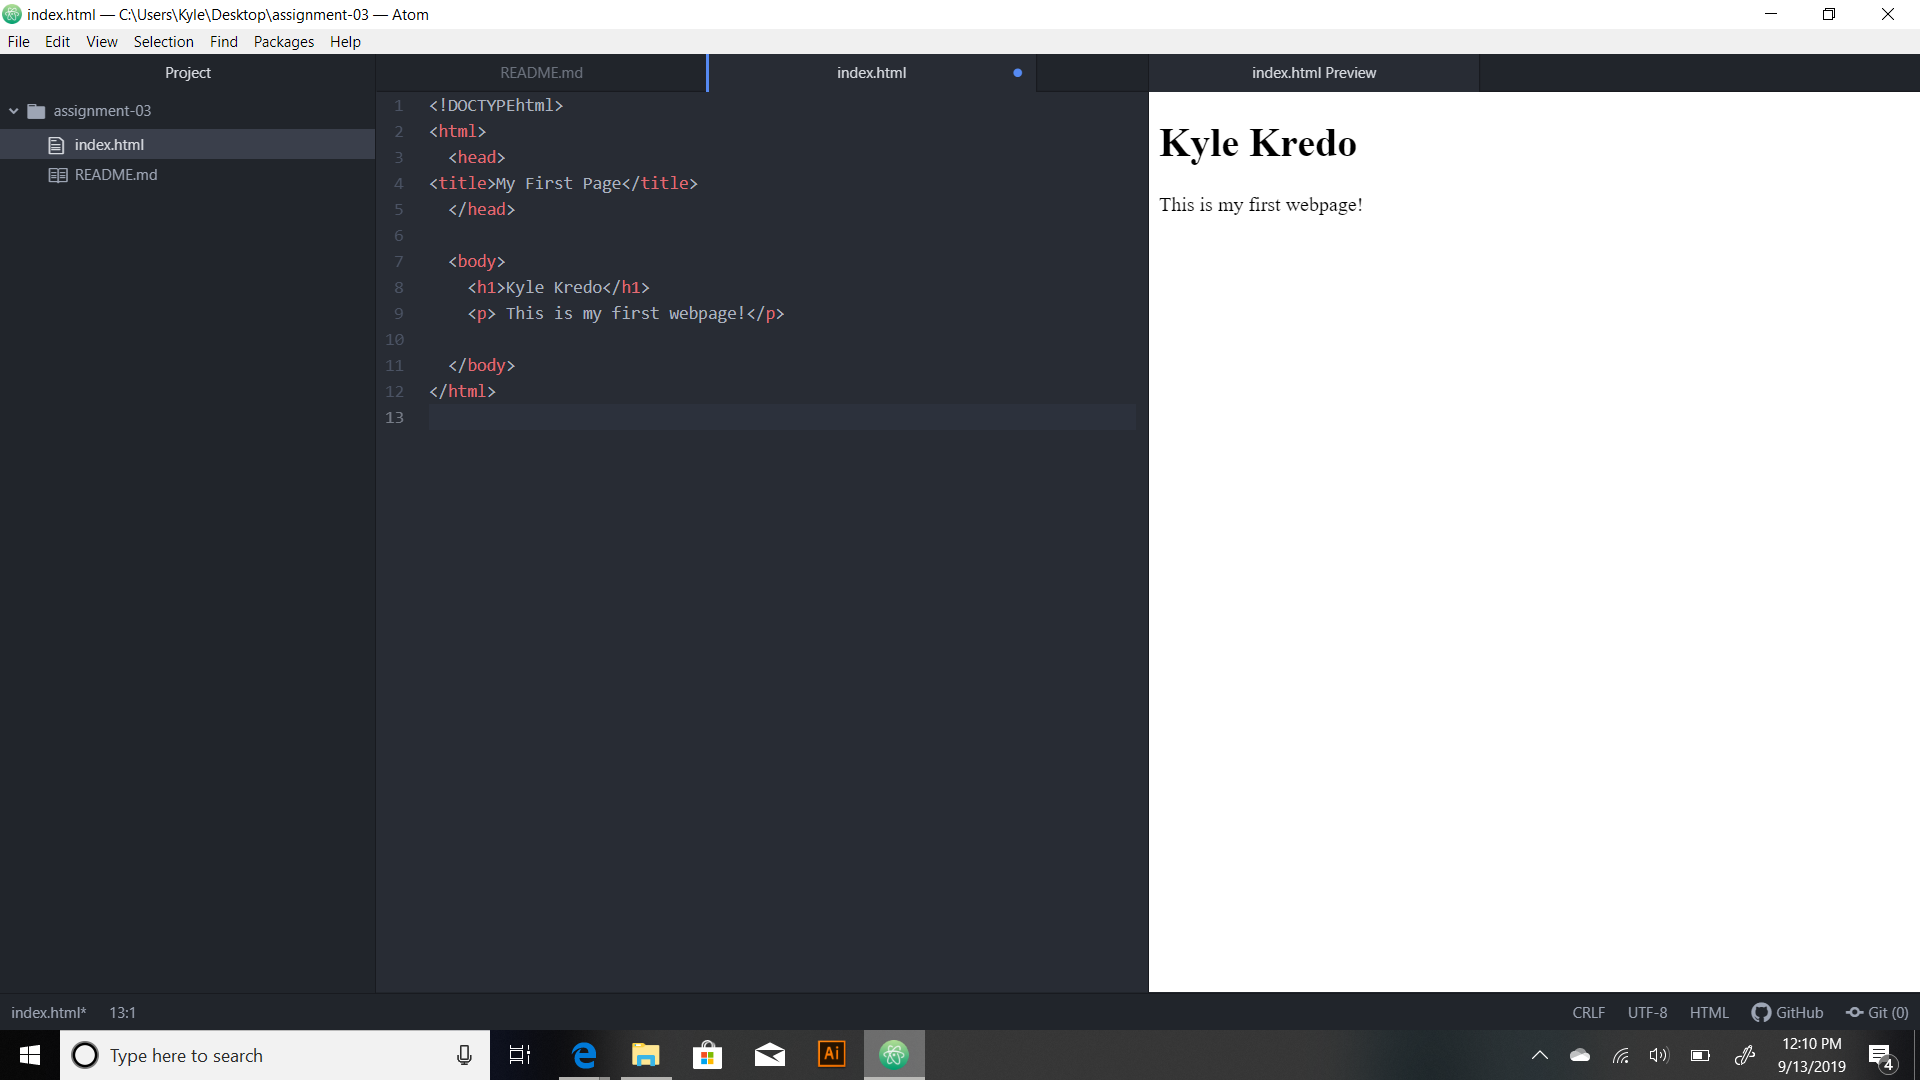 index.html — C:\Users\Kyle\Desktop\assignment-03 — Atom
File Edit View Selection Find Packages Help
Project
assignment-03
index.html
README.md
README.md
index.html
1 <!DOCTYPEhtml>
2 <html>
3   <head>
4 <title>My First Page</title>
5   </head>
6
7   <body>
8     <h1>Kyle Kredo</h1>
9     <p> This is my first webpage!</p>
10
11   </body>
12 </html>
13
index.html Preview
Kyle Kredo
This is my first webpage!
index.html* 13:1
CRLF UTF-8 HTML GitHub Git (0)
Type here to search
Ai
12:10 PM
9/13/2019
4